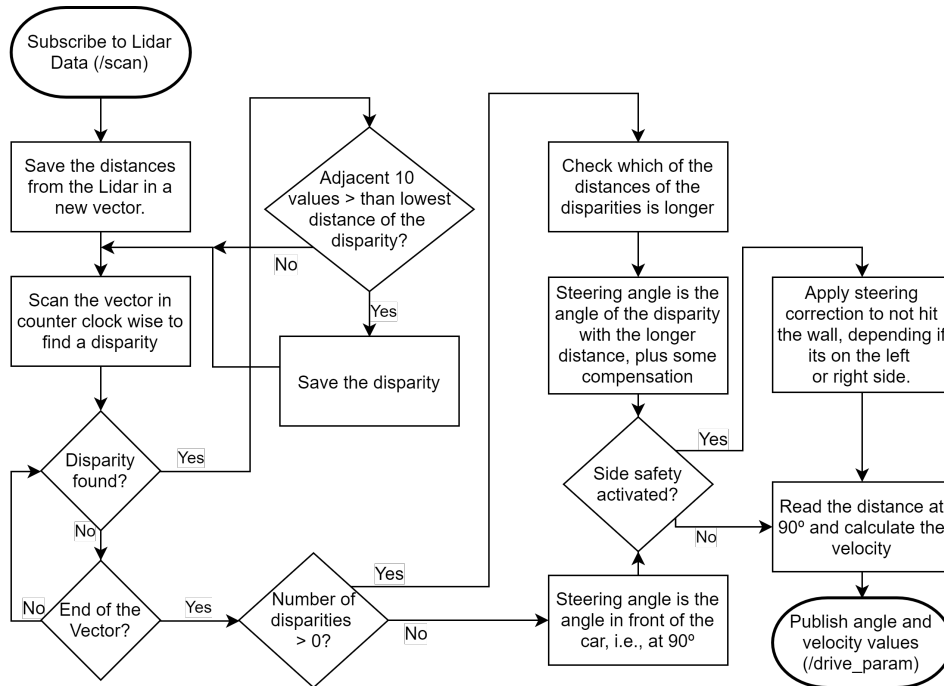 Subscribe to Lidar
Data (/scan)
Save the distances
from the Lidar in a
new vector.
Scan the vector in
counter clock wise to
find a disparity
Disparity
found?
Yes
No
End of the
Vector?
No
Yes
Adjacent 10
values > than lowest
distance of the
disparity?
No
Yes
Save the disparity
Number of
disparities
> 0?
Yes
No
Check which of the
distances of the
disparities is longer
Steering angle is the
angle of the disparity
with the longer
distance, plus some
compensation
Side safety
activated?
Yes
No
Steering angle is the
angle in front of the
car, i.e., at 90º
Apply steering
correction to not hit
the wall, depending if
its on the left
or right side.
Read the distance at
90º and calculate the
velocity
Publish angle and
velocity values
(/drive_param)